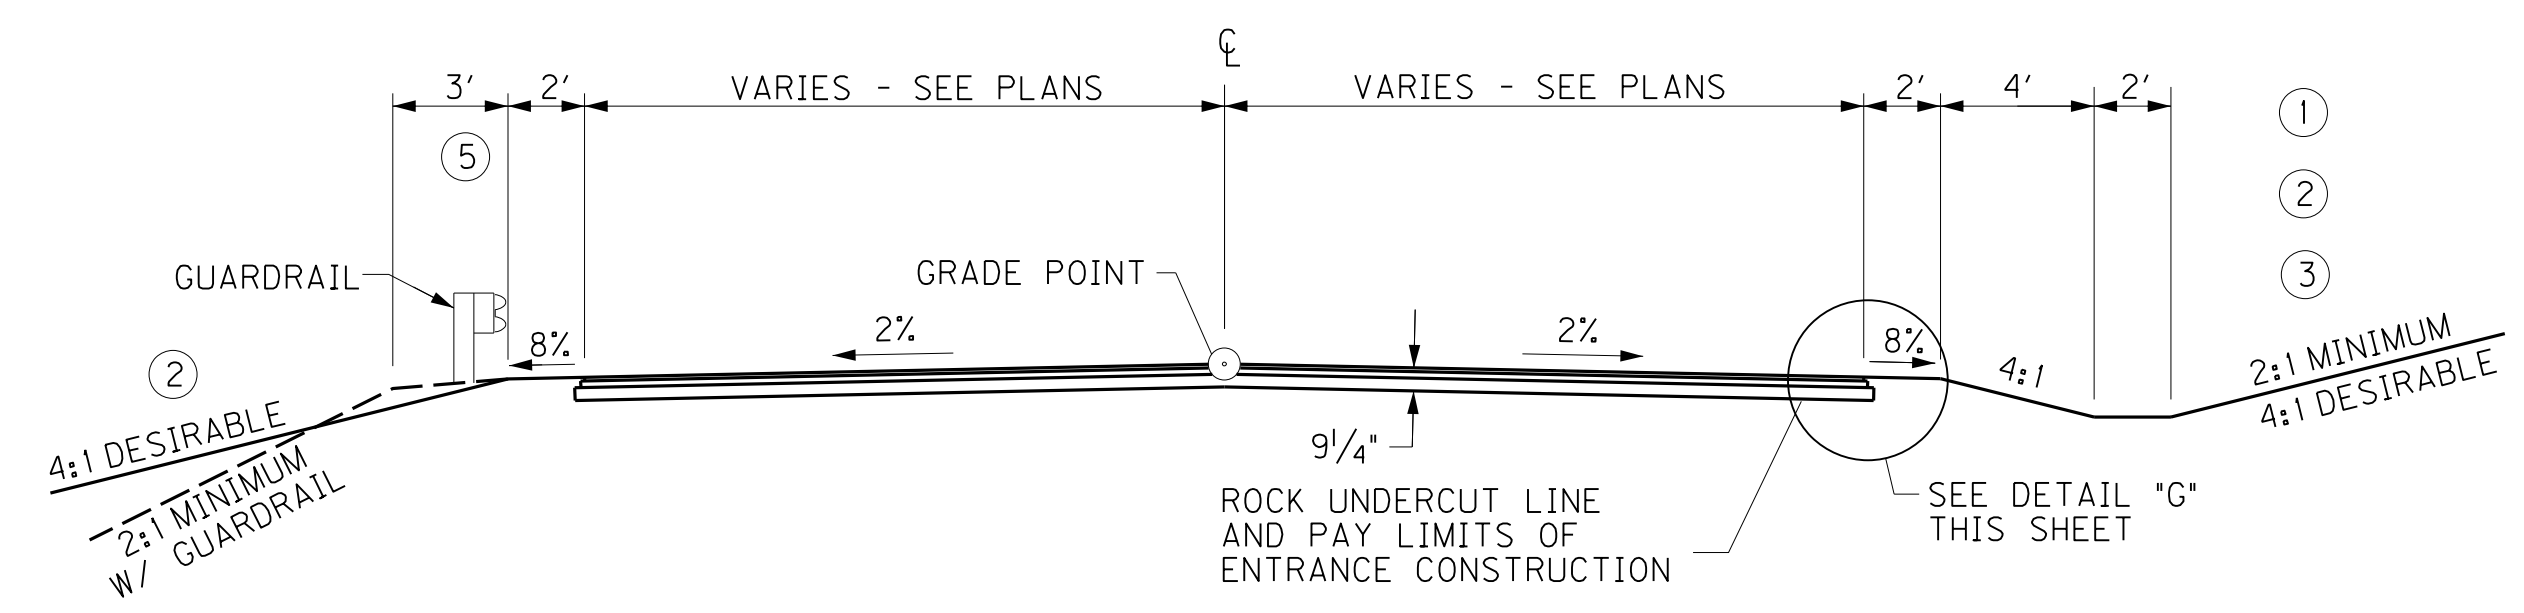 ℄
3' 2' VARIES - SEE PLANS VARIES - SEE PLANS 2' 4' 2'
1
5
2
3
GUARDRAIL
GRADE POINT
8% 2% 2% 8%
4:1
2:1 MINIMUM
4:1 DESIRABLE
2
4:1 DESIRABLE
2:1 MINIMUM
W/ GUARDRAIL
9 1/4"
ROCK UNDERCUT LINE
AND PAY LIMITS OF
ENTRANCE CONSTRUCTION
SEE DETAIL "G"
THIS SHEET